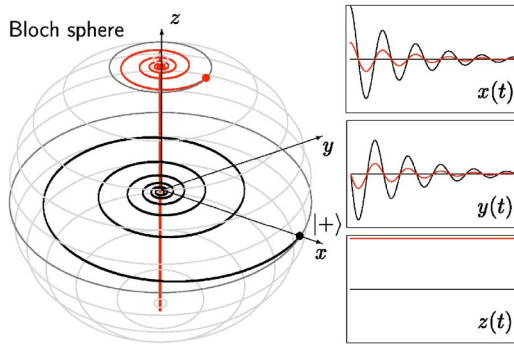 Bloch sphere
z
y
|+⟩
x
x(t)
y(t)
z(t)